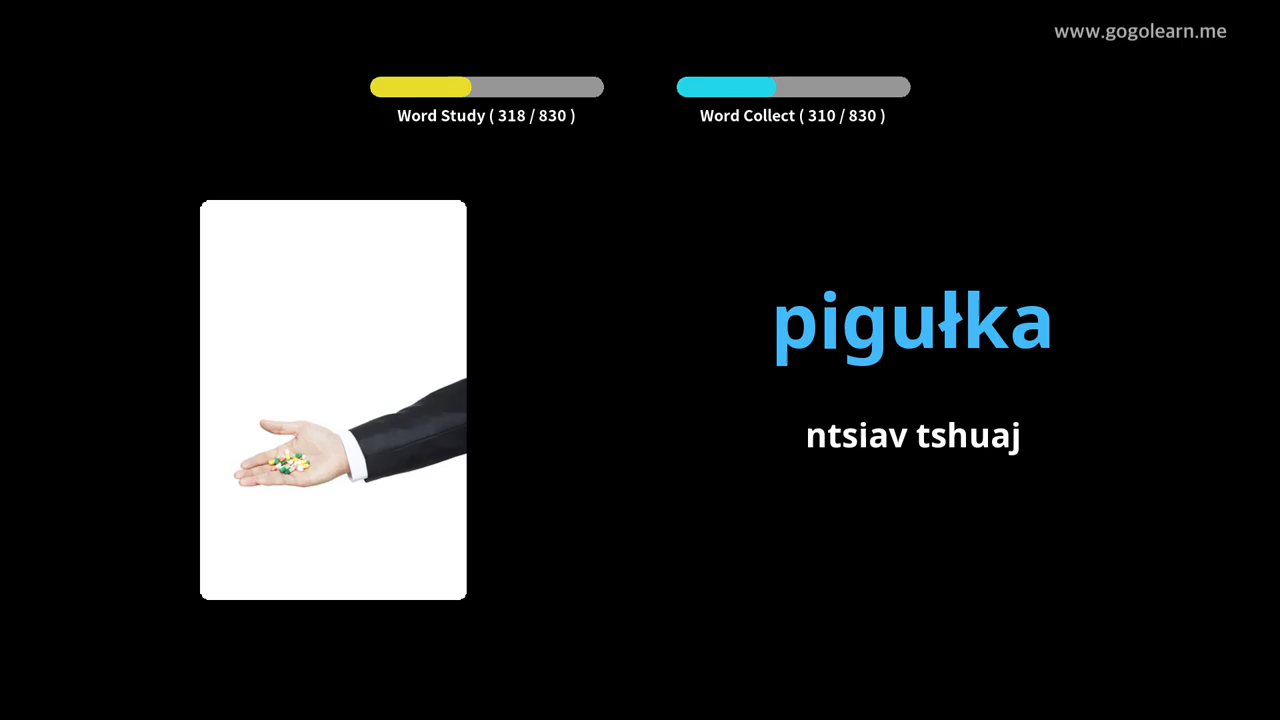 www.gogolearn.me
Word Study ( 318 / 830 )
Word Collect ( 310 / 830 )
pigułka
ntsiav tshuaj